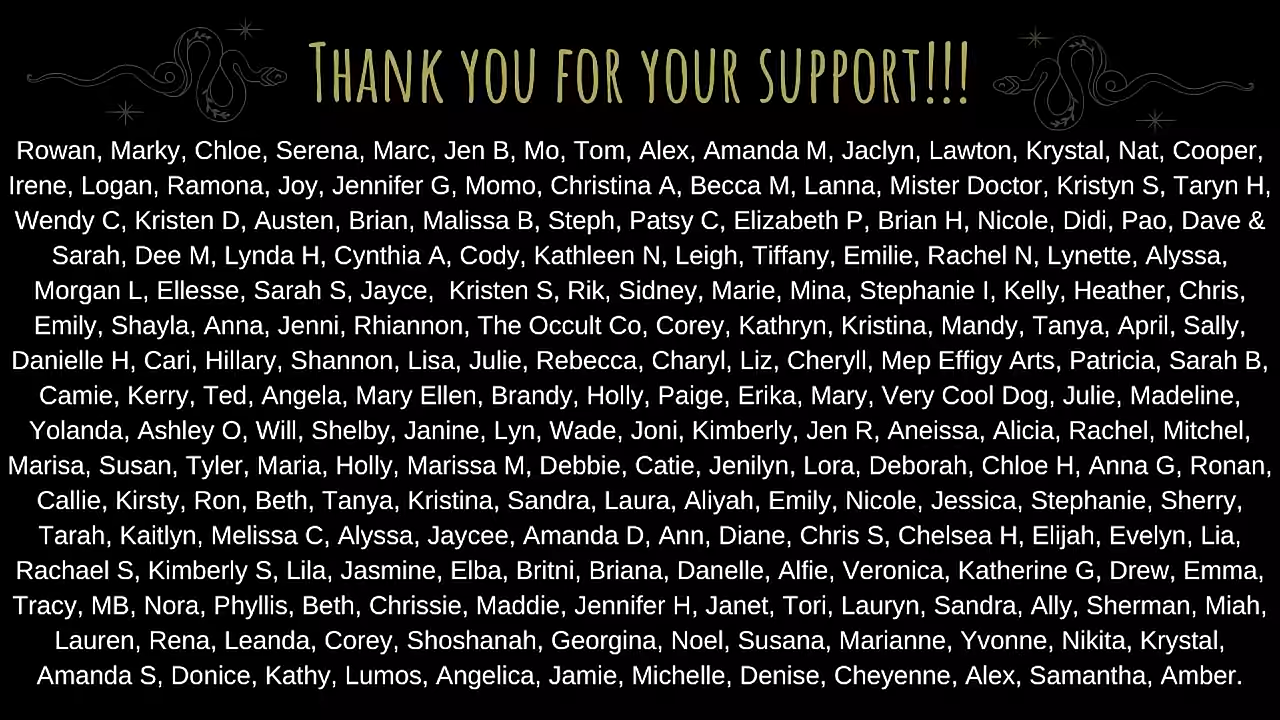 Thank you for your support!!!
Rowan, Marky, Chloe, Serena, Marc, Jen B, Mo, Tom, Alex, Amanda M, Jaclyn, Lawton, Krystal, Nat, Cooper,
Irene, Logan, Ramona, Joy, Jennifer G, Momo, Christina A, Becca M, Lanna, Mister Doctor, Kristyn S, Taryn H,
Wendy C, Kristen D, Austen, Brian, Malissa B, Steph, Patsy C, Elizabeth P, Brian H, Nicole, Didi, Pao, Dave &
Sarah, Dee M, Lynda H, Cynthia A, Cody, Kathleen N, Leigh, Tiffany, Emilie, Rachel N, Lynette, Alyssa,
Morgan L, Ellesse, Sarah S, Jayce,  Kristen S, Rik, Sidney, Marie, Mina, Stephanie I, Kelly, Heather, Chris,
Emily, Shayla, Anna, Jenni, Rhiannon, The Occult Co, Corey, Kathryn, Kristina, Mandy, Tanya, April, Sally,
Danielle H, Cari, Hillary, Shannon, Lisa, Julie, Rebecca, Charyl, Liz, Cheryll, Mep Effigy Arts, Patricia, Sarah B,
Camie, Kerry, Ted, Angela, Mary Ellen, Brandy, Holly, Paige, Erika, Mary, Very Cool Dog, Julie, Madeline,
Yolanda, Ashley O, Will, Shelby, Janine, Lyn, Wade, Joni, Kimberly, Jen R, Aneissa, Alicia, Rachel, Mitchel,
Marisa, Susan, Tyler, Maria, Holly, Marissa M, Debbie, Catie, Jenilyn, Lora, Deborah, Chloe H, Anna G, Ronan,
Callie, Kirsty, Ron, Beth, Tanya, Kristina, Sandra, Laura, Aliyah, Emily, Nicole, Jessica, Stephanie, Sherry,
Tarah, Kaitlyn, Melissa C, Alyssa, Jaycee, Amanda D, Ann, Diane, Chris S, Chelsea H, Elijah, Evelyn, Lia,
Rachael S, Kimberly S, Lila, Jasmine, Elba, Britni, Briana, Danelle, Alfie, Veronica, Katherine G, Drew, Emma,
Tracy, MB, Nora, Phyllis, Beth, Chrissie, Maddie, Jennifer H, Janet, Tori, Lauryn, Sandra, Ally, Sherman, Miah,
Lauren, Rena, Leanda, Corey, Shoshanah, Georgina, Noel, Susana, Marianne, Yvonne, Nikita, Krystal,
Amanda S, Donice, Kathy, Lumos, Angelica, Jamie, Michelle, Denise, Cheyenne, Alex, Samantha, Amber.